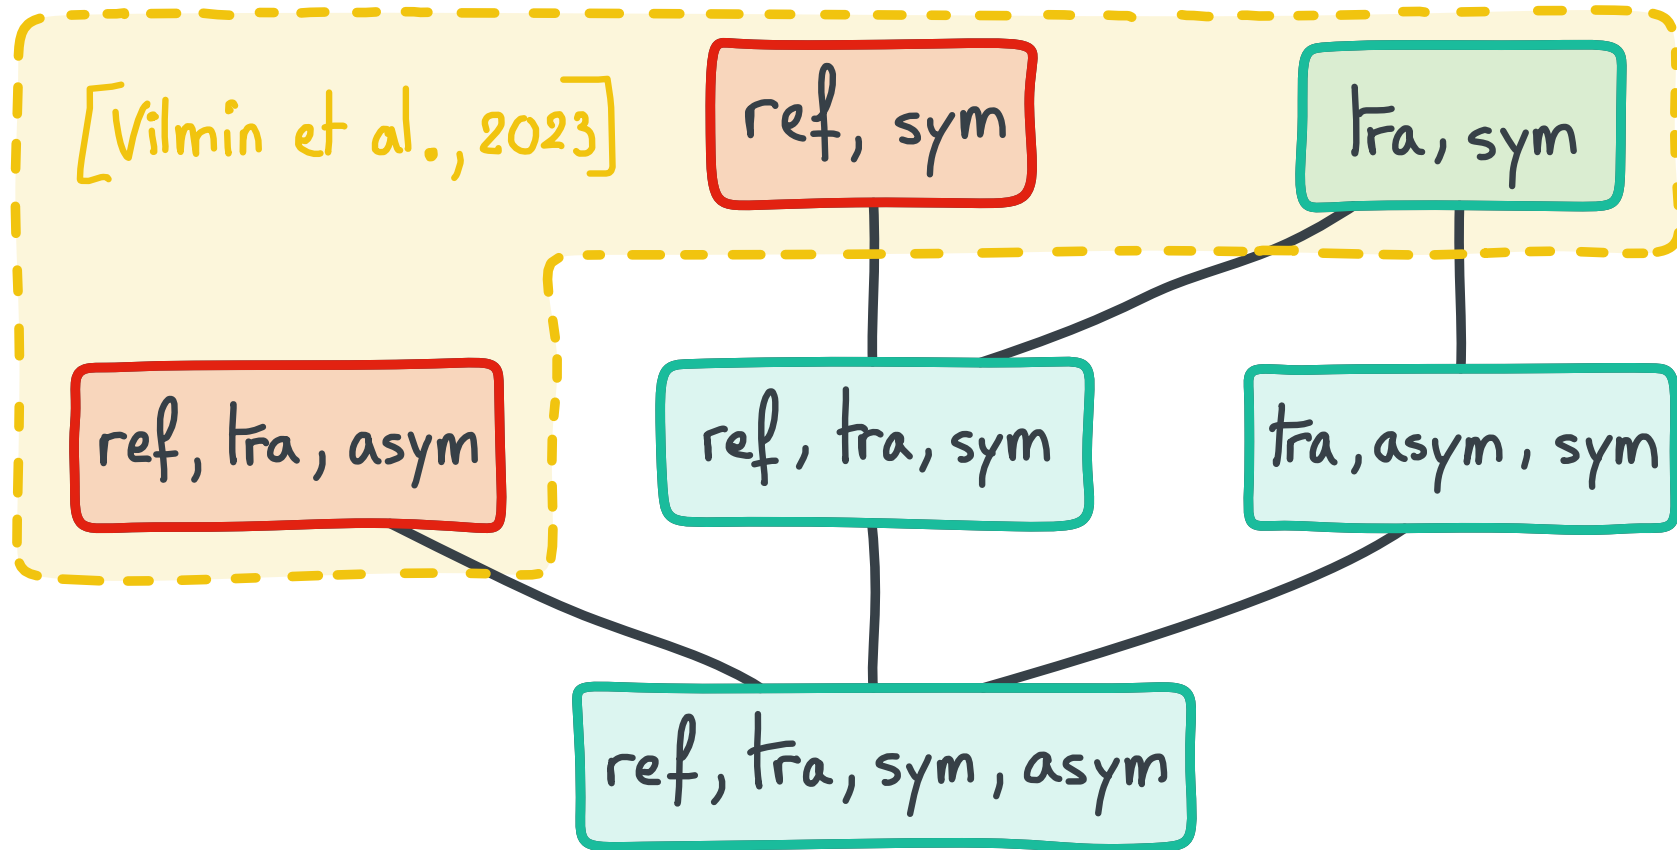 [Vilmin et al., 2023]
ref, sym
tra, sym
ref, tra, asym
ref, tra, sym
tra, asym, sym
ref, tra, sym, asym